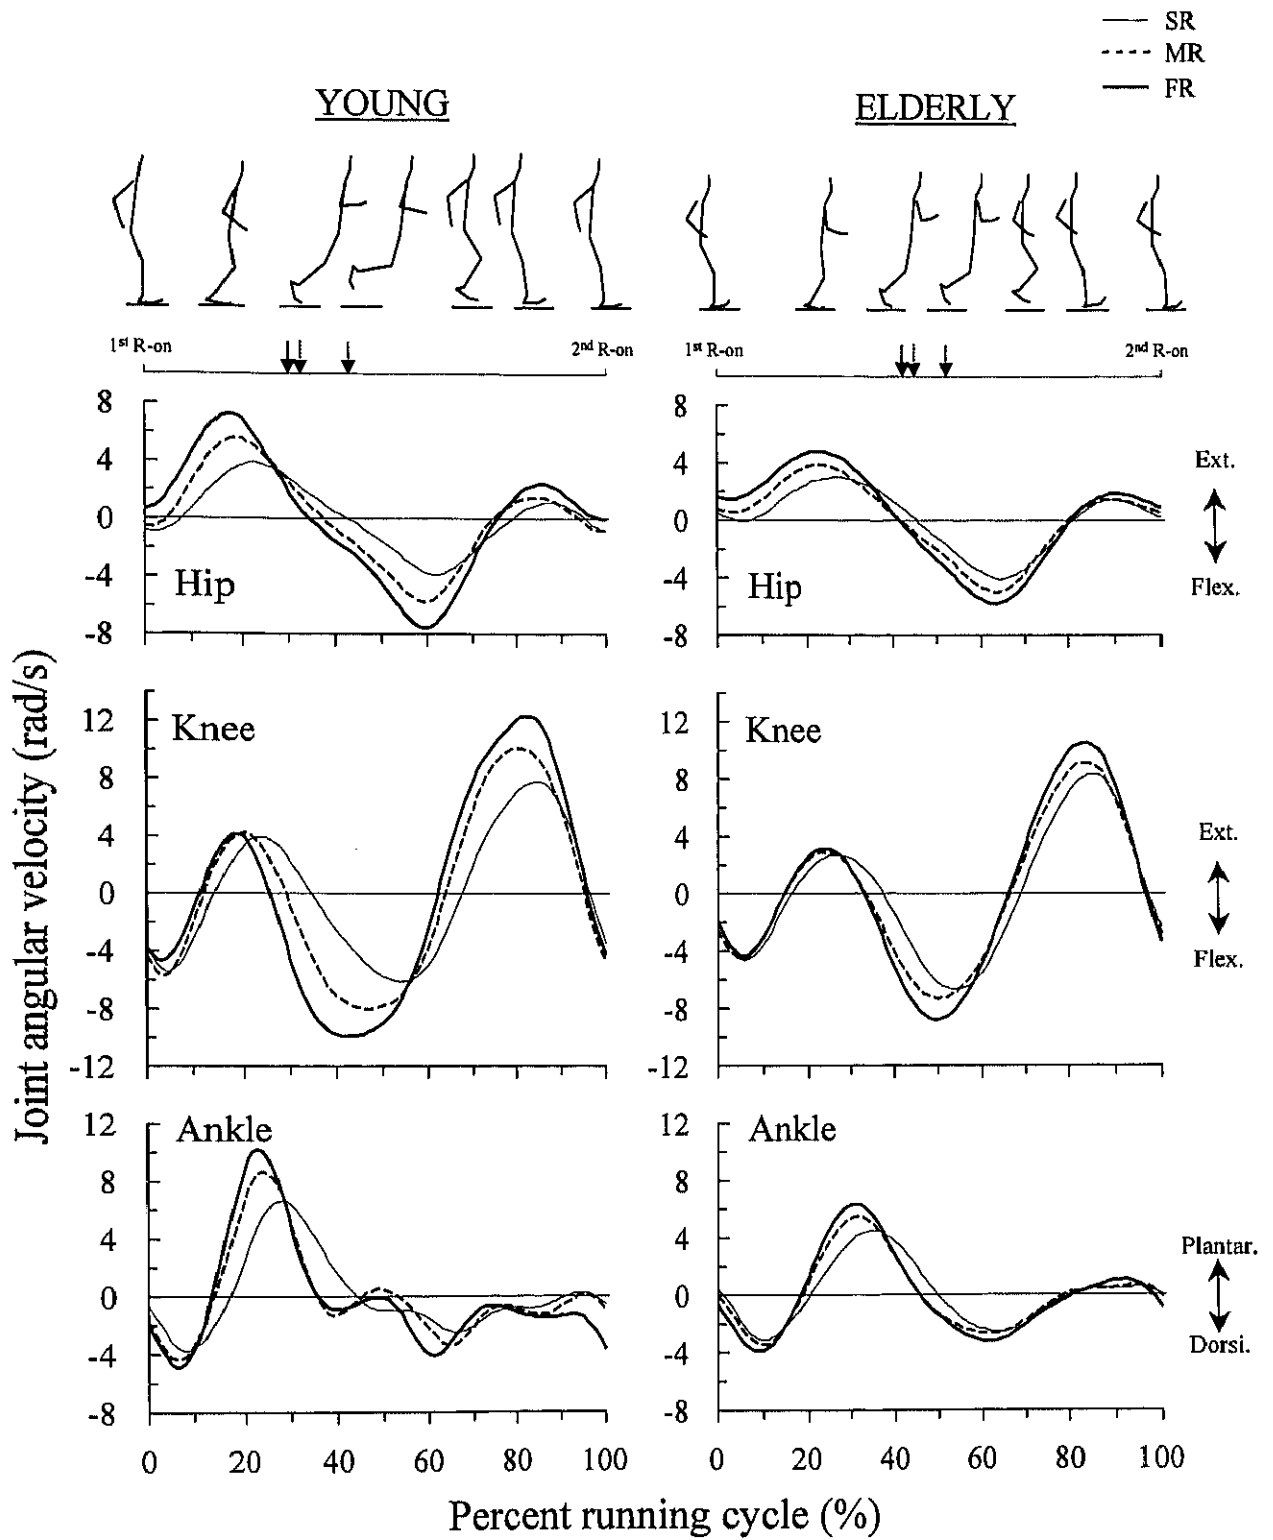 SR
MR
FR
YOUNG
ELDERLY
1st R-on
2nd R-on
1st R-on
2nd R-on
8
4
0
-4
-8
Hip
8
4
0
-4
-8
Hip
Ext.
Flex.
Joint angular velocity (rad/s)
12
8
4
0
-4
-8
-12
Knee
12
8
4
0
-4
-8
-12
Knee
Ext.
Flex.
12
8
4
0
-4
-8
Ankle
12
8
4
0
-4
-8
Ankle
Plantar.
Dorsi.
0 20 40 60 80 100
0 20 40 60 80 100
Percent running cycle (%)